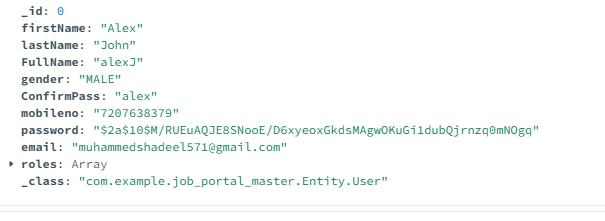 _id: 0
firstName: "Alex"
lastName: "John"
FullName: "alexJ"
gender: "MALE"
ConfirmPass: "alex"
mobileno: "7207638379"
password: "$2a$10$M/RUEuAQJE8SNooE/D6xyeoxGkdsMAgwOKuGi1dubQjrnzq0mNOgq"
email: "muhammedshadeel571@gmail.com"
roles: Array
_class: "com.example.job_portal_master.Entity.User"